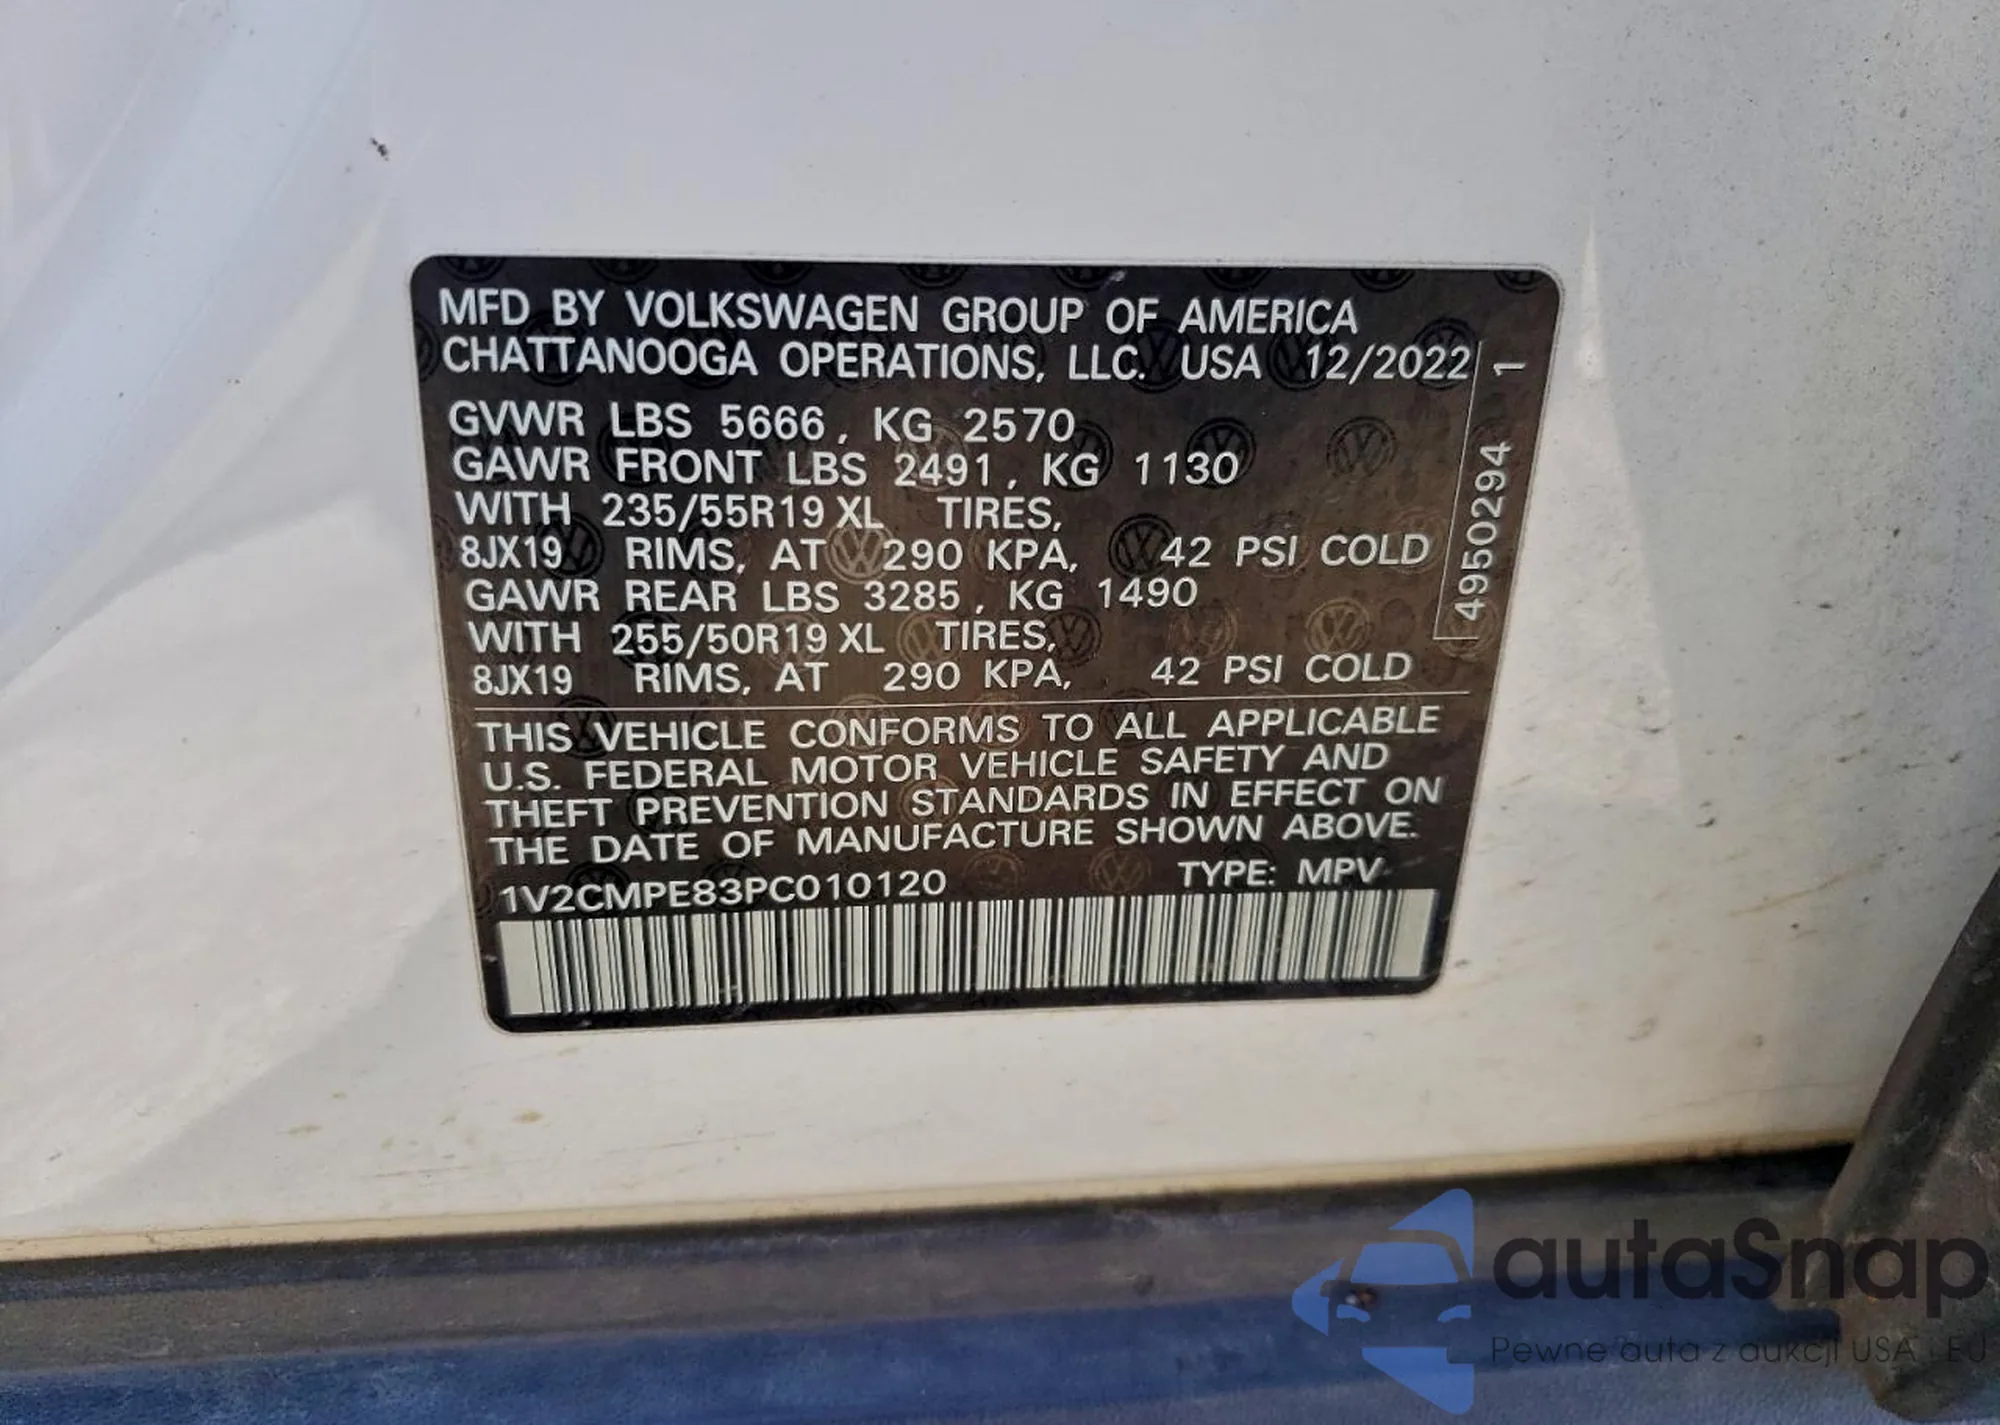 MFD BY VOLKSWAGEN GROUP OF AMERICA
CHATTANOOGA OPERATIONS, LLC. USA 12/2022
GVWR LBS 5666, KG 2570
GAWR FRONT LBS 2491, KG 1130
WITH 235/55R19 XL TIRES,
8JX19 RIMS, AT 290 KPA, 42 PSI COLD
GAWR REAR LBS 3285, KG 1490
WITH 255/50R19 XL TIRES,
8JX19 RIMS, AT 290 KPA, 42 PSI COLD
4950294 1
THIS VEHICLE CONFORMS TO ALL APPLICABLE
U.S. FEDERAL MOTOR VEHICLE SAFETY AND
THEFT PREVENTION STANDARDS IN EFFECT ON
THE DATE OF MANUFACTURE SHOWN ABOVE.
1V2CMPE83PC010120 TYPE: MPV
autaSnap
Pewne auta z aukcji USA i EU